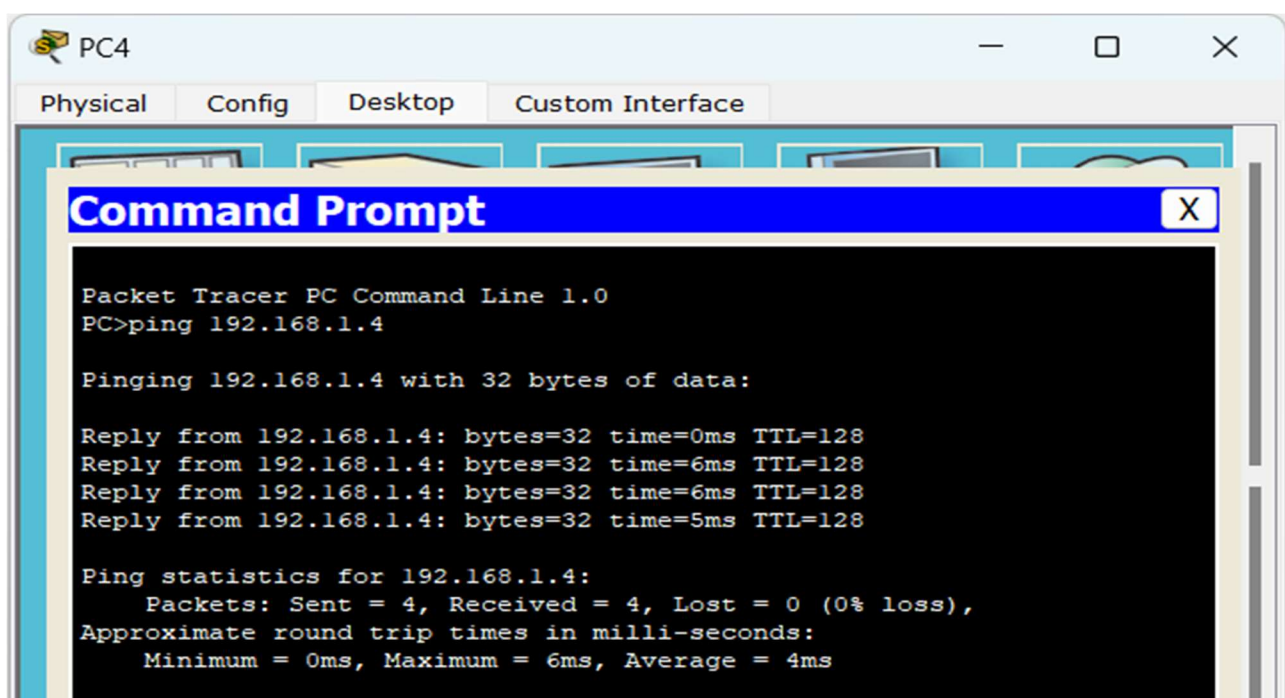 PC4
Physical Config Desktop Custom Interface
Command Prompt X
Packet Tracer PC Command Line 1.0
PC>ping 192.168.1.4
Pinging 192.168.1.4 with 32 bytes of data:
Reply from 192.168.1.4: bytes=32 time=0ms TTL=128
Reply from 192.168.1.4: bytes=32 time=6ms TTL=128
Reply from 192.168.1.4: bytes=32 time=6ms TTL=128
Reply from 192.168.1.4: bytes=32 time=5ms TTL=128
Ping statistics for 192.168.1.4:
Packets: Sent = 4, Received = 4, Lost = 0 (0% loss),
Approximate round trip times in milli-seconds:
Minimum = 0ms, Maximum = 6ms, Average = 4ms